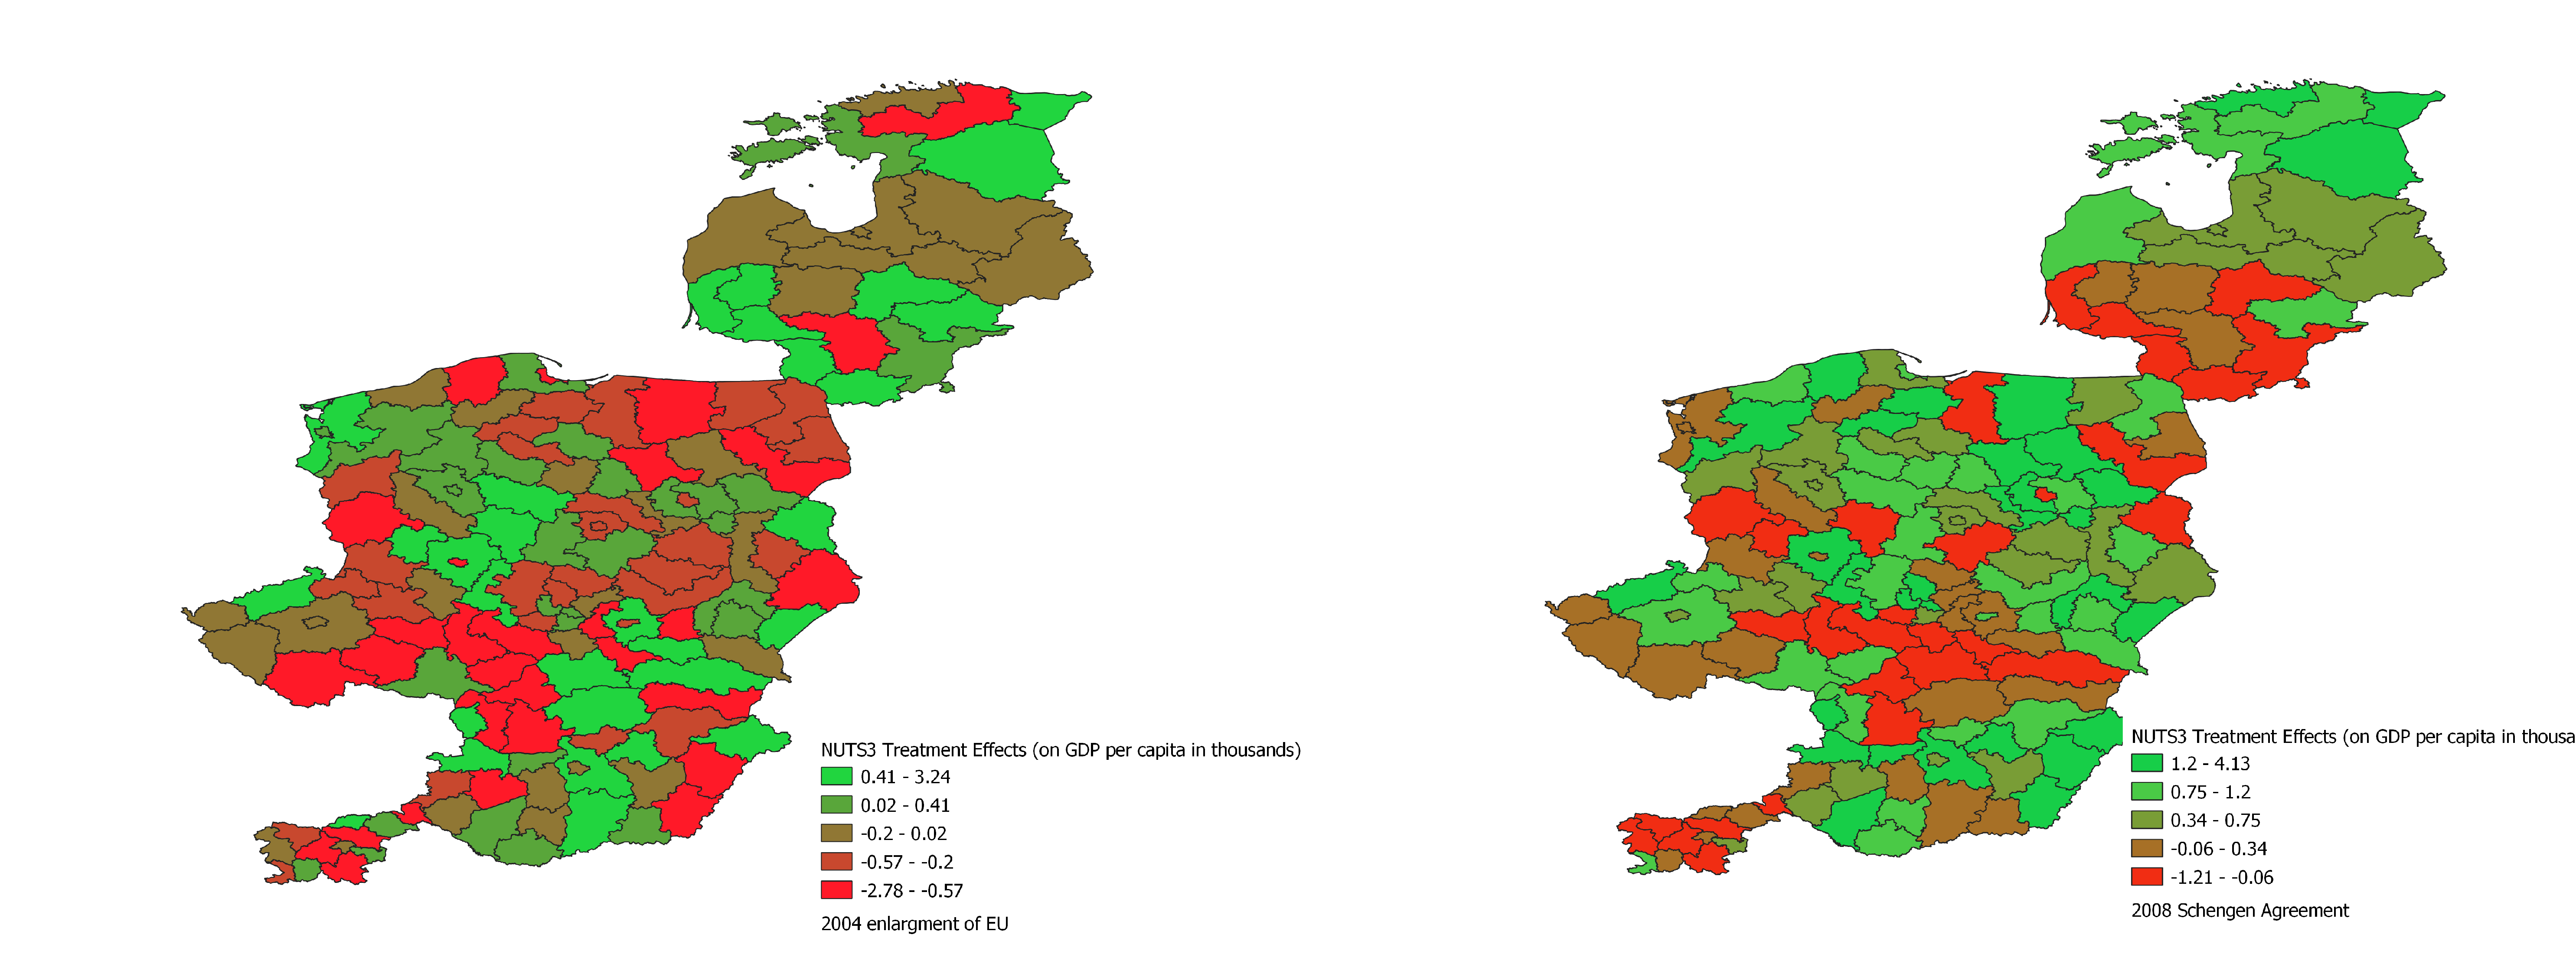 NUTS3 Treatment Effects (on GDP per capita in thousands)
0.41 - 3.24
0.02 - 0.41
-0.2 - 0.02
-0.57 - -0.2
-2.78 - -0.57
2004 enlargment of EU
NUTS3 Treatment Effects (on GDP per capita in thousa
1.2 - 4.13
0.75 - 1.2
0.34 - 0.75
-0.06 - 0.34
-1.21 - -0.06
2008 Schengen Agreement